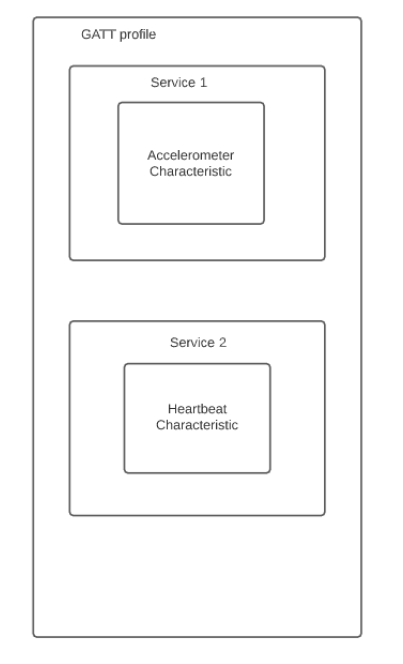 GATT profile
Service 1
Accelerometer
Characteristic
Service 2
Heartbeat
Characteristic